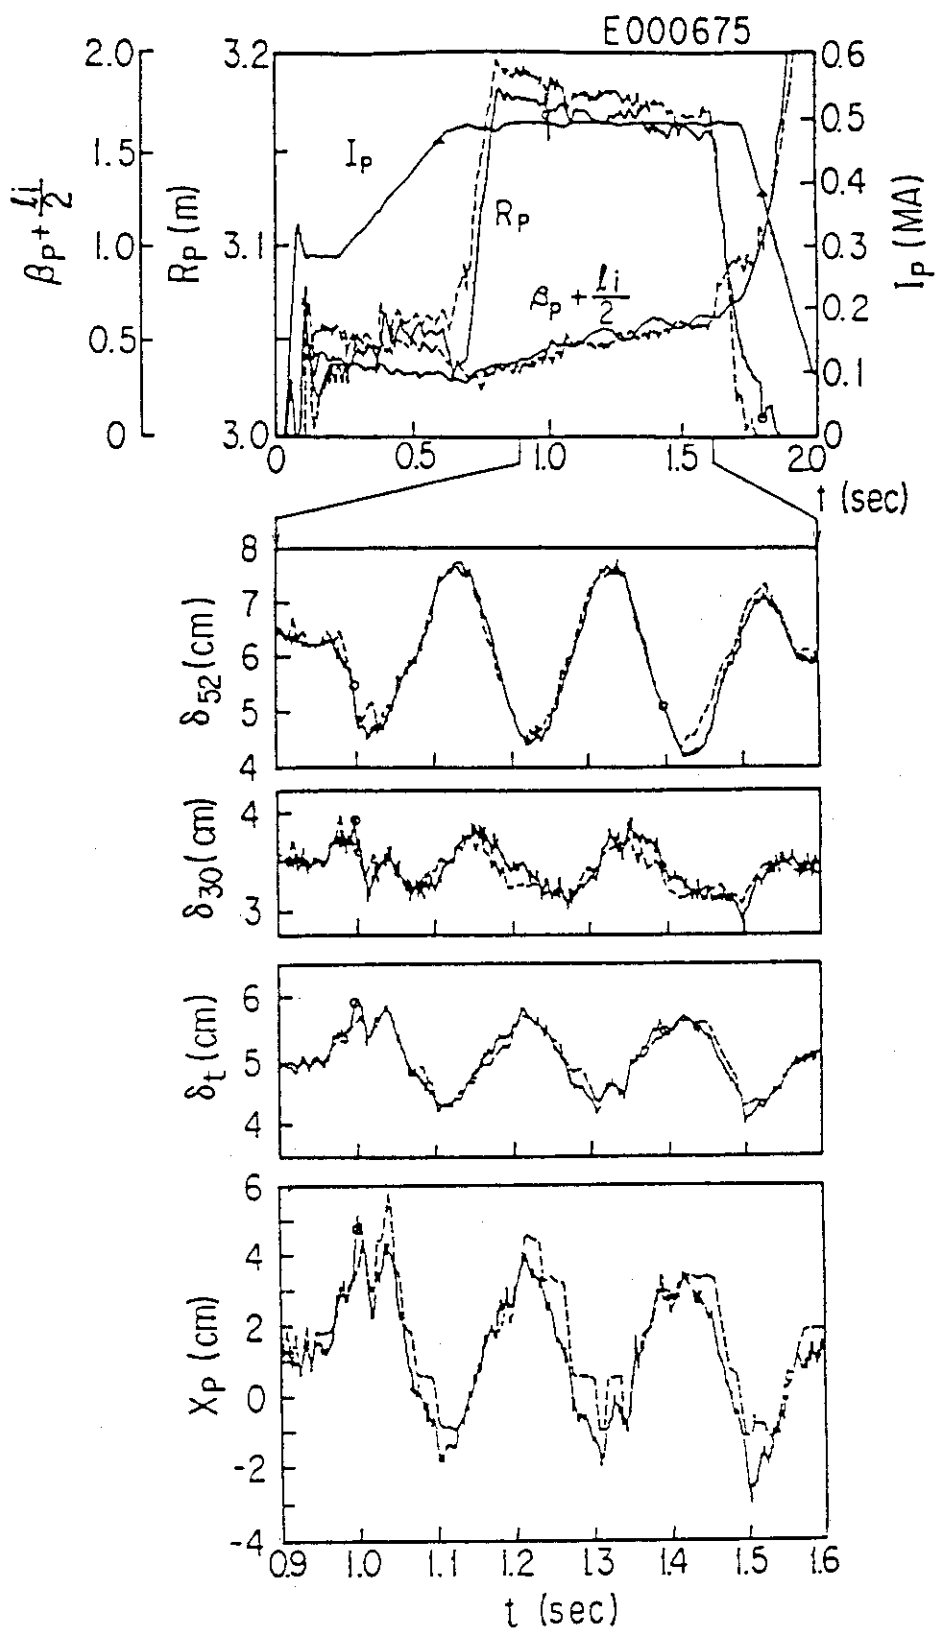 E000675
2.0
1.5
1.0
0.5
0
βP + ℓi/2
3.2
3.1
3.0
RP (m)
0.6
0.5
0.4
0.3
0.2
0.1
0
IP (MA)
IP
RP
βP + ℓi/2
0 0.5 1.0 1.5 2.0
t (sec)
8
7
6
5
4
δ52 (cm)
4
3
δ30 (cm)
6
5
4
δt (cm)
6
4
2
0
-2
-4
XP (cm)
0.9 1.0 1.1 1.2 1.3 1.4 1.5 1.6
t (sec)